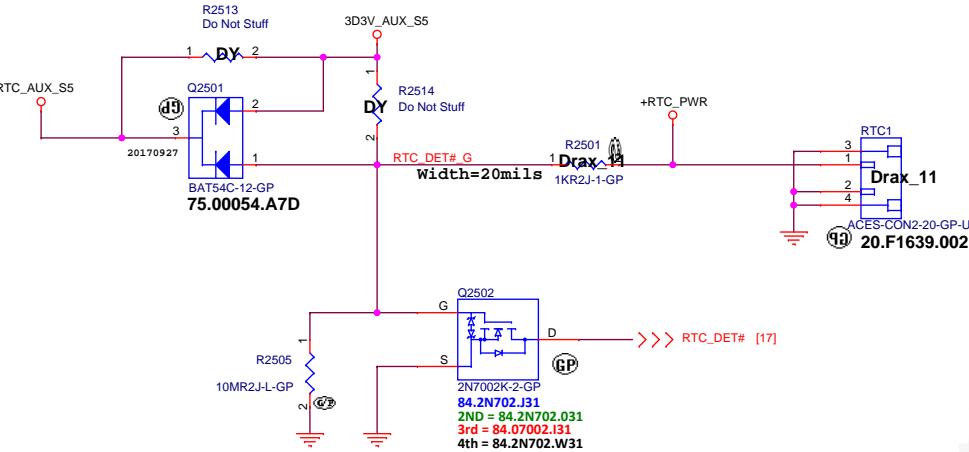 R2513
Do Not Stuff
1
DY
2
3D3V_AUX_S5
RTC_AUX_S5
Q2501
GP
2
3
20170927
1
BAT54C-12-GP
75.00054.A7D
1
R2514
DY
Do Not Stuff
2
RTC_DET#_G
Width=20mils
+RTC_PWR
R2501
1
Drax_11
1KR2J-1-GP
RTC1
3
1
Drax_11
2
4
ACES-CON2-20-GP-U
GP
20.F1639.002
Q2502
G
D
S
GP
RTC_DET# [17]
1
R2505
10MR2J-L-GP
2
GP
2N7002K-2-GP
84.2N702.J31
2ND = 84.2N702.031
3rd = 84.07002.I31
4th = 84.2N702.W31